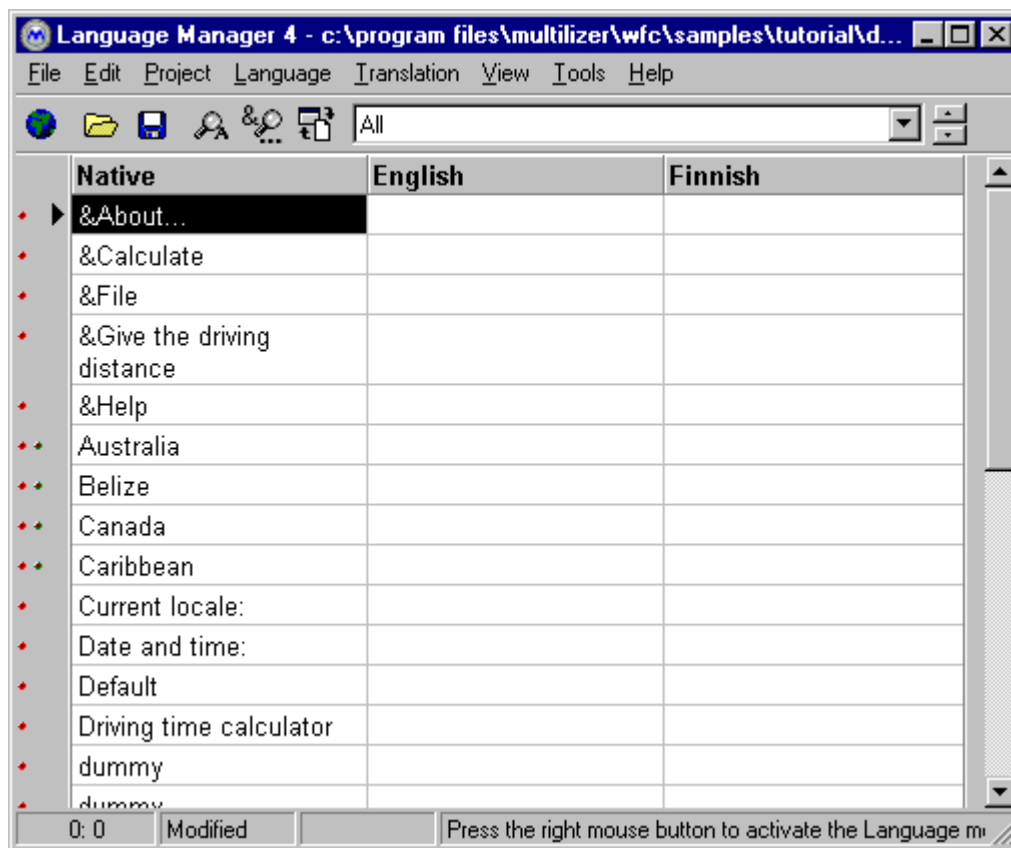 Language Manager 4 - c:\program files\multilizer\wfc\samples\tutorial\d...
File Edit Project Language Translation View Tools Help
All
Native English Finnish
&About...
&Calculate
&File
&Give the driving
distance
&Help
Australia
Belize
Canada
Caribbean
Current locale:
Date and time:
Default
Driving time calculator
dummy
dummy
0: 0 Modified Press the right mouse button to activate the Language m